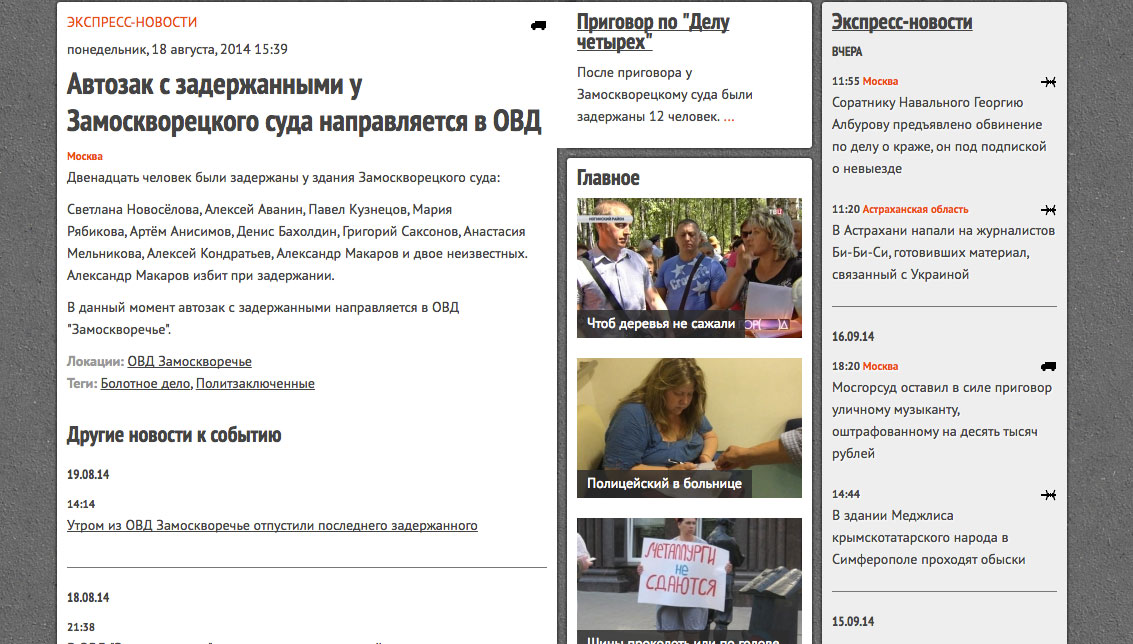 ЭКСПРЕСС-НОВОСТИ
понедельник, 18 августа, 2014 15:39
Автозак с задержанными у
Замоскворецкого суда направляется в ОВД
Москва
Двенадцать человек были задержаны у здания Замоскворецкого суда:
Светлана Новосёлова, Алексей Аванин, Павел Кузнецов, Мария
Рябикова, Артём Анисимов, Денис Бахолдин, Григорий Саксонов, Анастасия
Мельникова, Алексей Кондратьев, Александр Макаров и двое неизвестных.
Александр Макаров избит при задержании.
В данный момент автозак с задержанными направляется в ОВД
"Замоскворечье".
Локации: ОВД Замоскворечье
Теги: Болотное дело, Политзаключенные
Другие новости к событию
19.08.14
14:14
Утром из ОВД Замоскворечье отпустили последнего задержанного
18.08.14
21:38
Приговор по "Делу
четырех"
После приговора у
Замоскворецкому суда были
задержаны 12 человек. ...
Главное
ТВЦ
Чтоб деревья не сажали
Полицейский в больнице
МЕТАЛЛУРГИ
не
СДАЮТСЯ
Шины проколоть или по голове
Экспресс-новости
ВЧЕРА
11:55 Москва
Соратнику Навального Георгию
Албурову предъявлено обвинение
по делу о краже, он под подпиской
о невыезде
11:20 Астраханская область
В Астрахани напали на журналистов
Би-Би-Си, готовивших материал,
связанный с Украиной
16.09.14
18:20 Москва
Мосгорсуд оставил в силе приговор
уличному музыканту,
оштрафованному на десять тысяч
рублей
14:44
В здании Меджлиса
крымскотатарского народа в
Симферополе проходят обыски
15.09.14